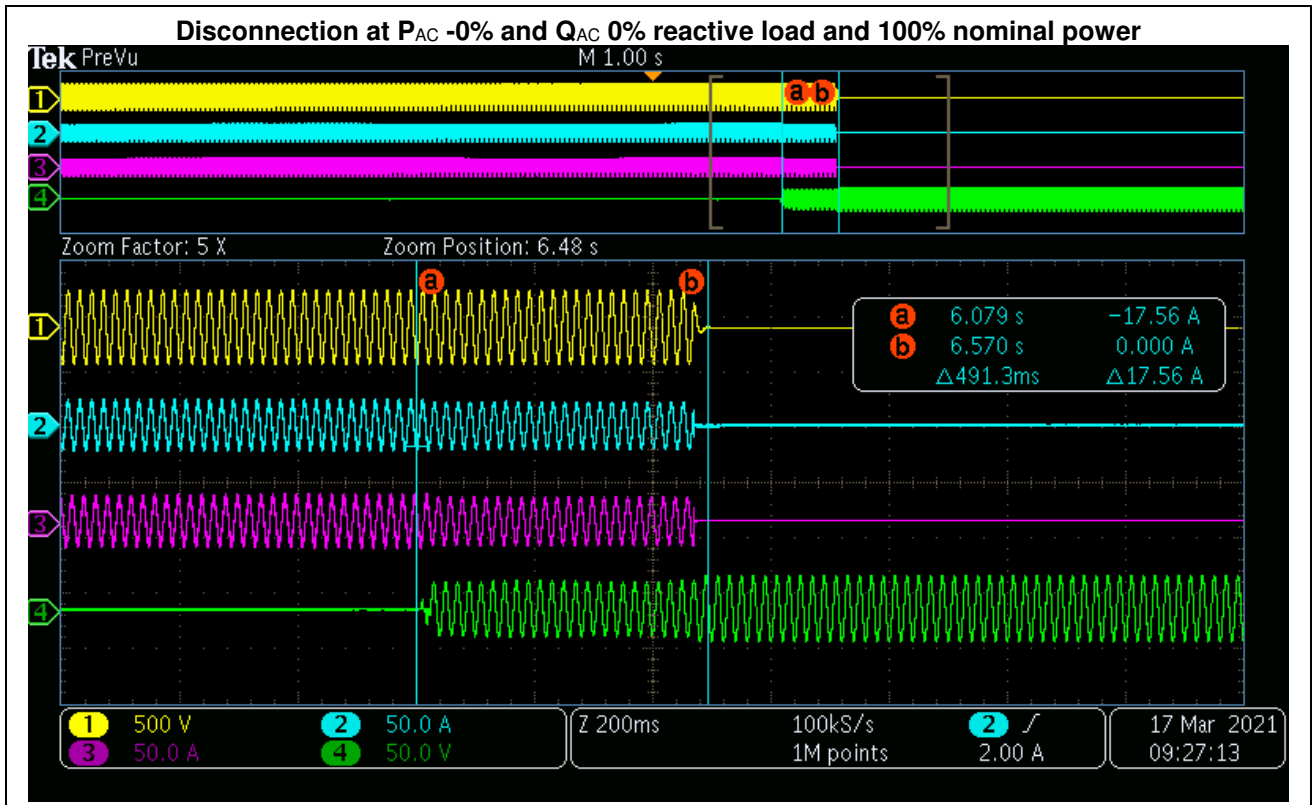 Disconnection at PAC -0% and QAC 0% reactive load and 100% nominal power
Tek PreVu M 1.00 s
a b
1
2
3
4
Zoom Factor: 5 X Zoom Position: 6.48 s
a b
1
a 6.079 s −17.56 A
b 6.570 s 0.000 A
△491.3ms △17.56 A
2
3
4
1 500 V 2 50.0 A Z 200ms 100kS/s 2 ∫ 17 Mar 2021
3 50.0 A 4 50.0 V 1M points 2.00 A 09:27:13